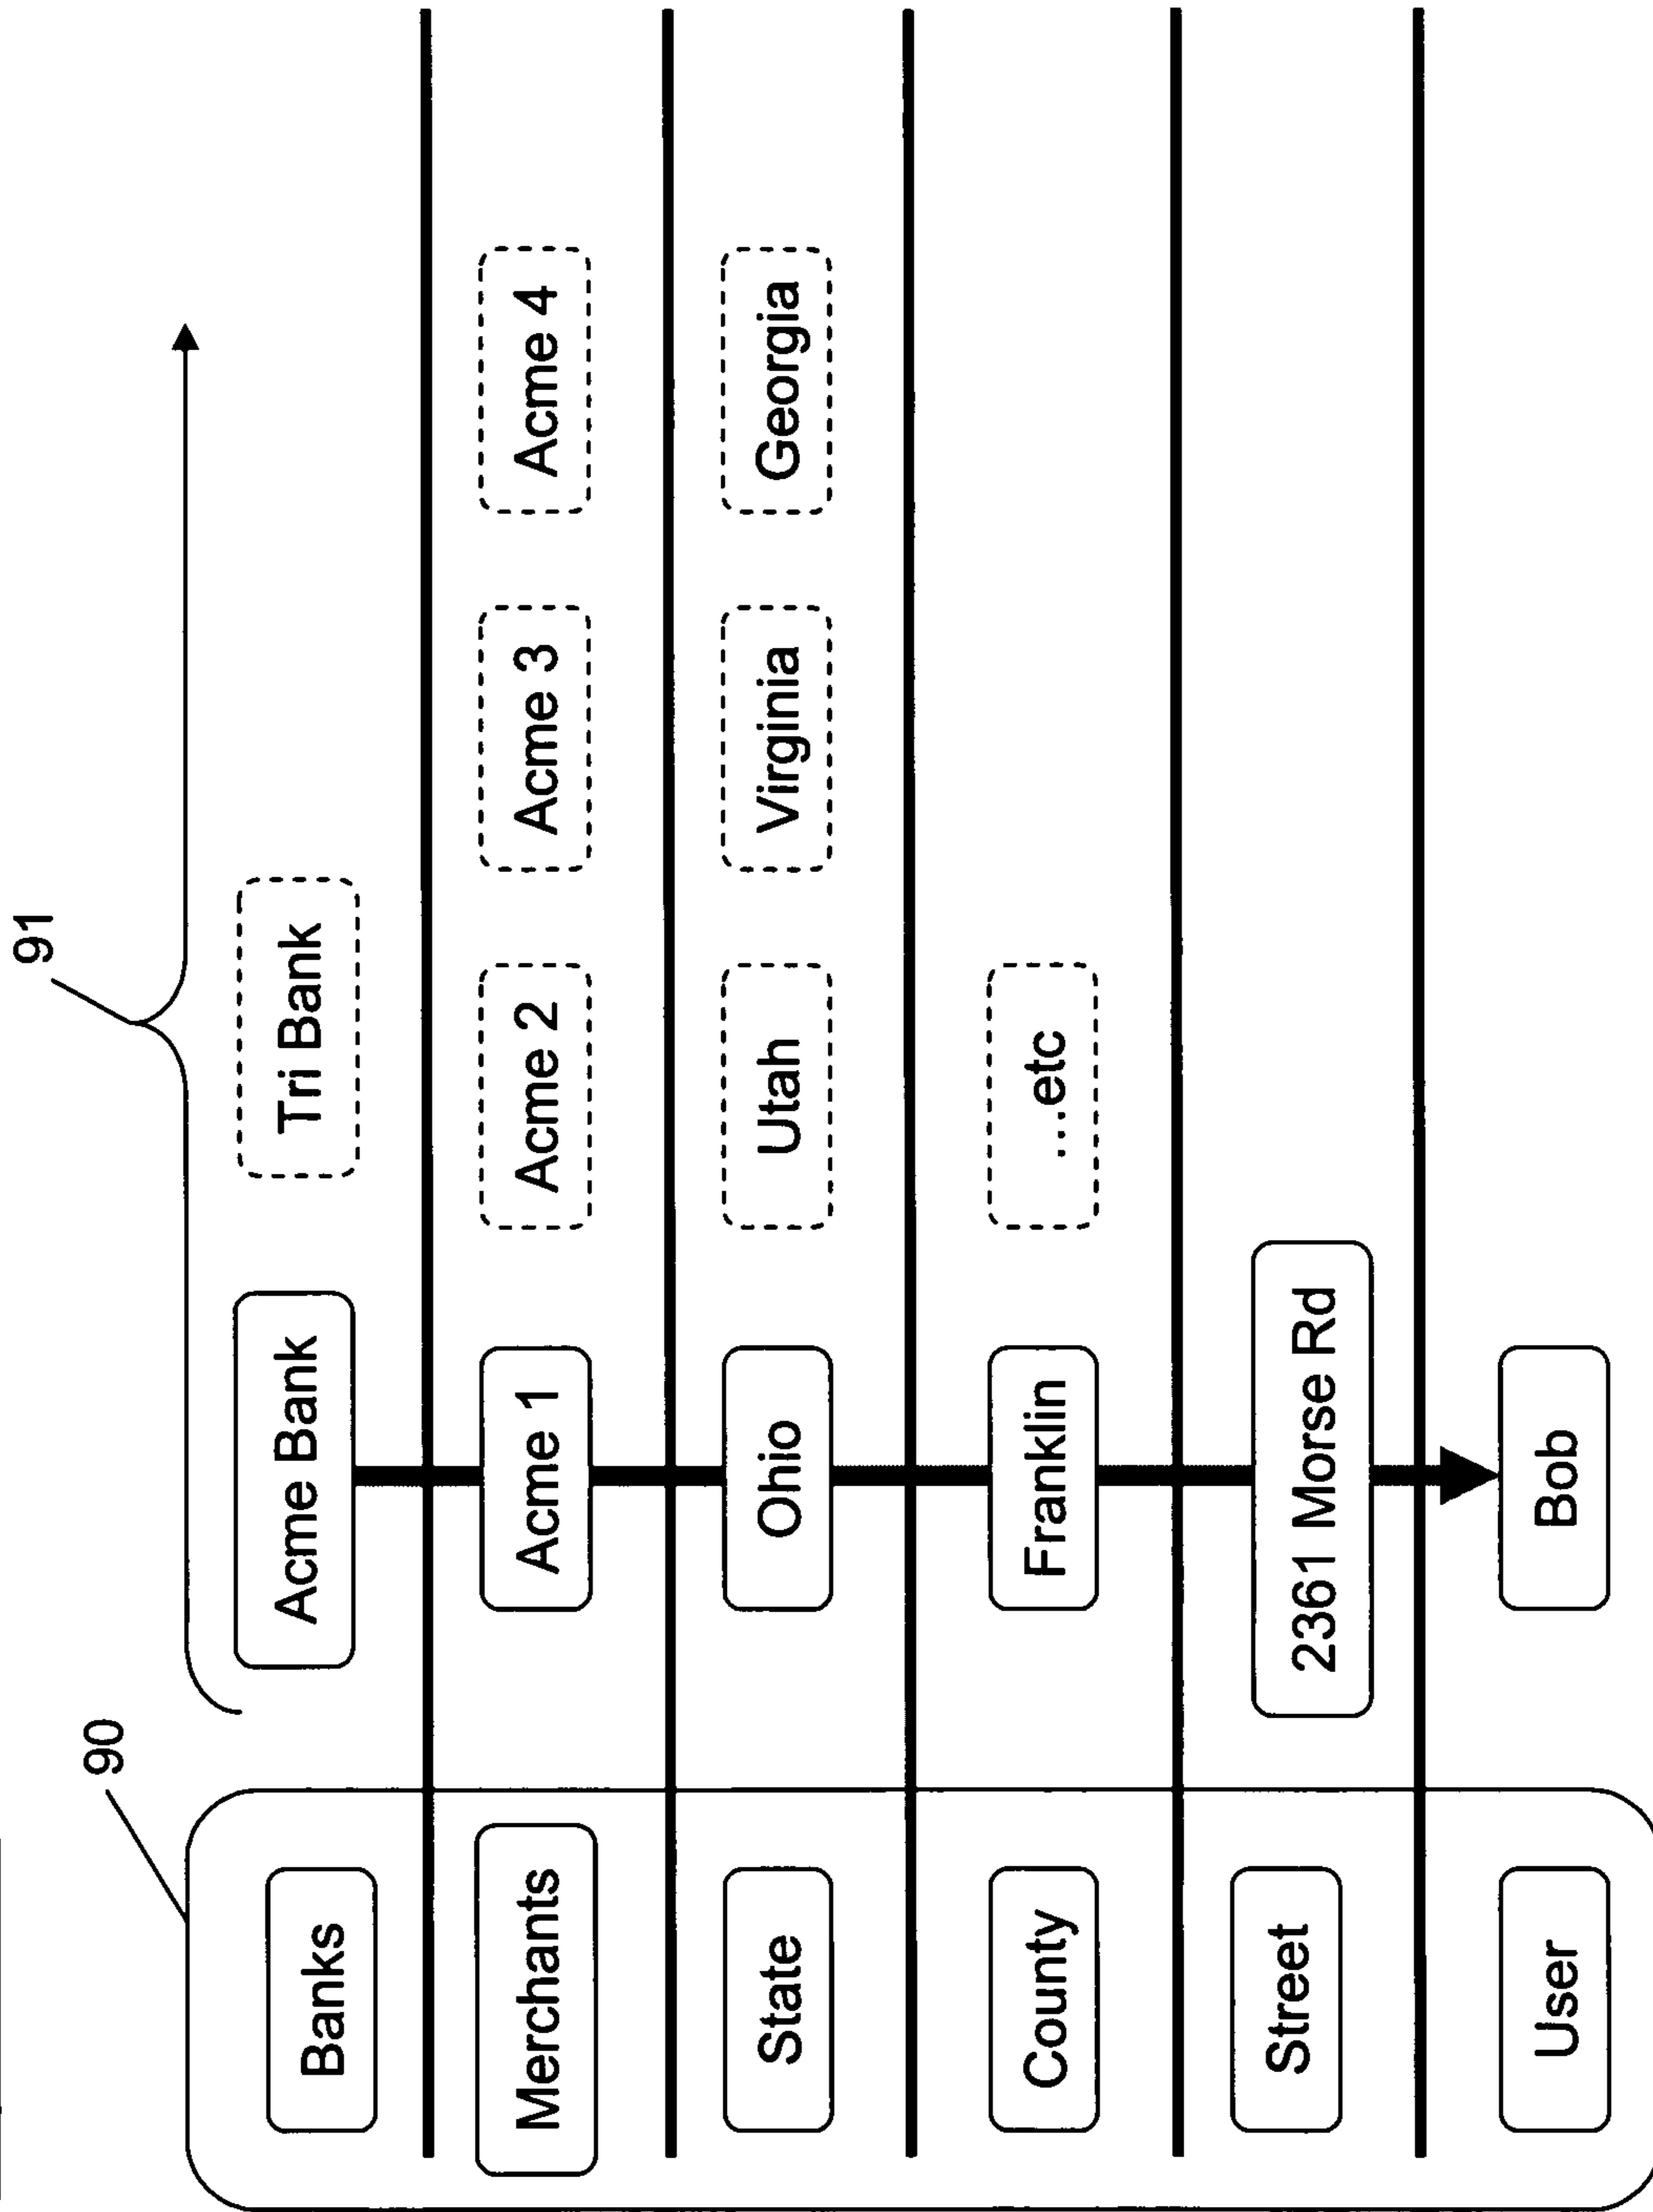 91
90
Banks
Acme Bank
Tri Bank
Merchants
Acme 1
Acme 2
Acme 3
Acme 4
State
Ohio
Utah
Virginia
Georgia
County
Franklin
...etc
Street
2361 Morse Rd
User
Bob